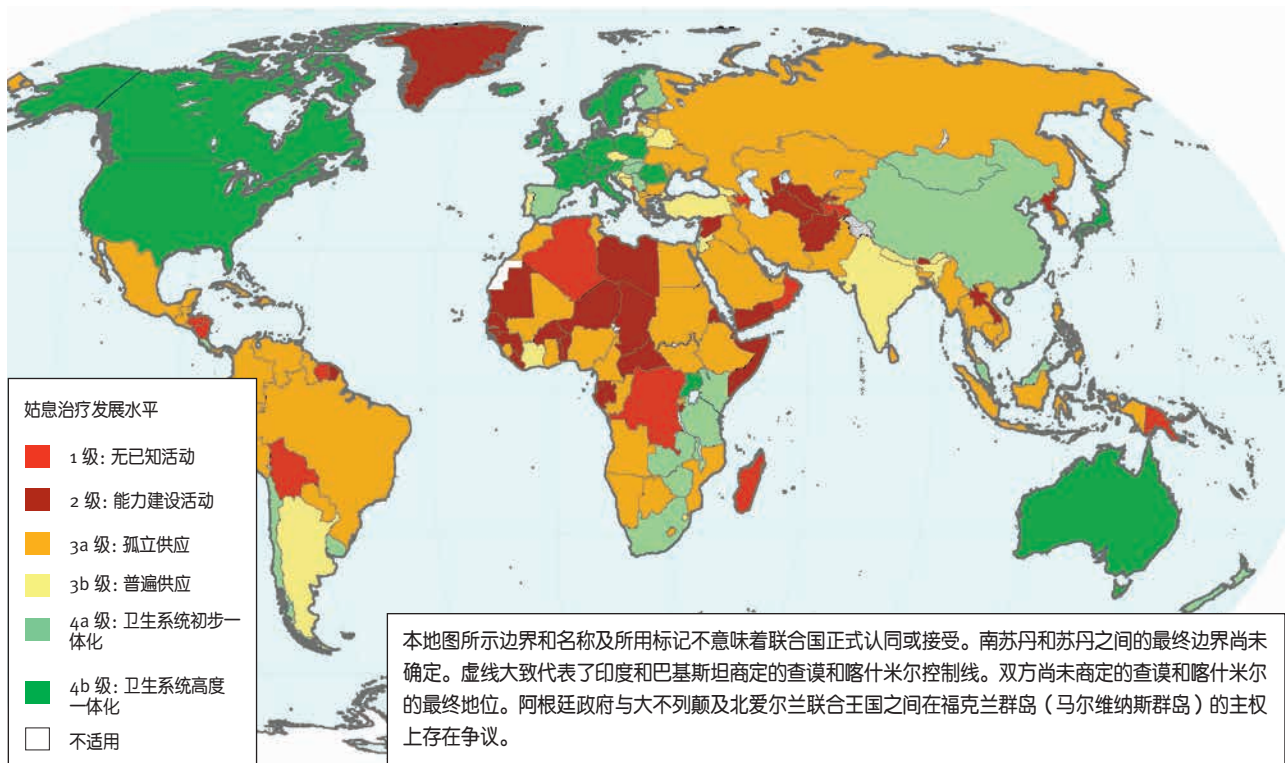 姑息治疗发展水平
1 级: 无已知活动
2 级: 能力建设活动
3a 级: 孤立供应
3b 级: 普遍供应
4a 级: 卫生系统初步一
体化
4b 级: 卫生系统高度
一体化
不适用
本地图所示边界和名称及所用标记不意味着联合国正式认同或接受。南苏丹和苏丹之间的最终边界尚未
确定。虚线大致代表了印度和巴基斯坦商定的查谟和喀什米尔控制线。双方尚未商定的查谟和喀什米尔
的最终地位。阿根廷政府与大不列颠及北爱尔兰联合王国之间在福克兰群岛（马尔维纳斯群岛）的主权
上存在争议。